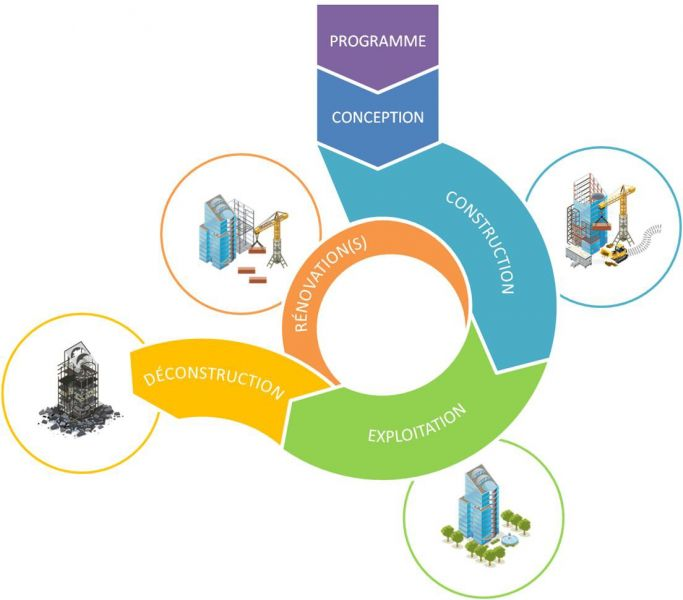 PROGRAMME
CONCEPTION
CONSTRUCTION
RÉNOVATION(S)
DÉCONSTRUCTION
EXPLOITATION